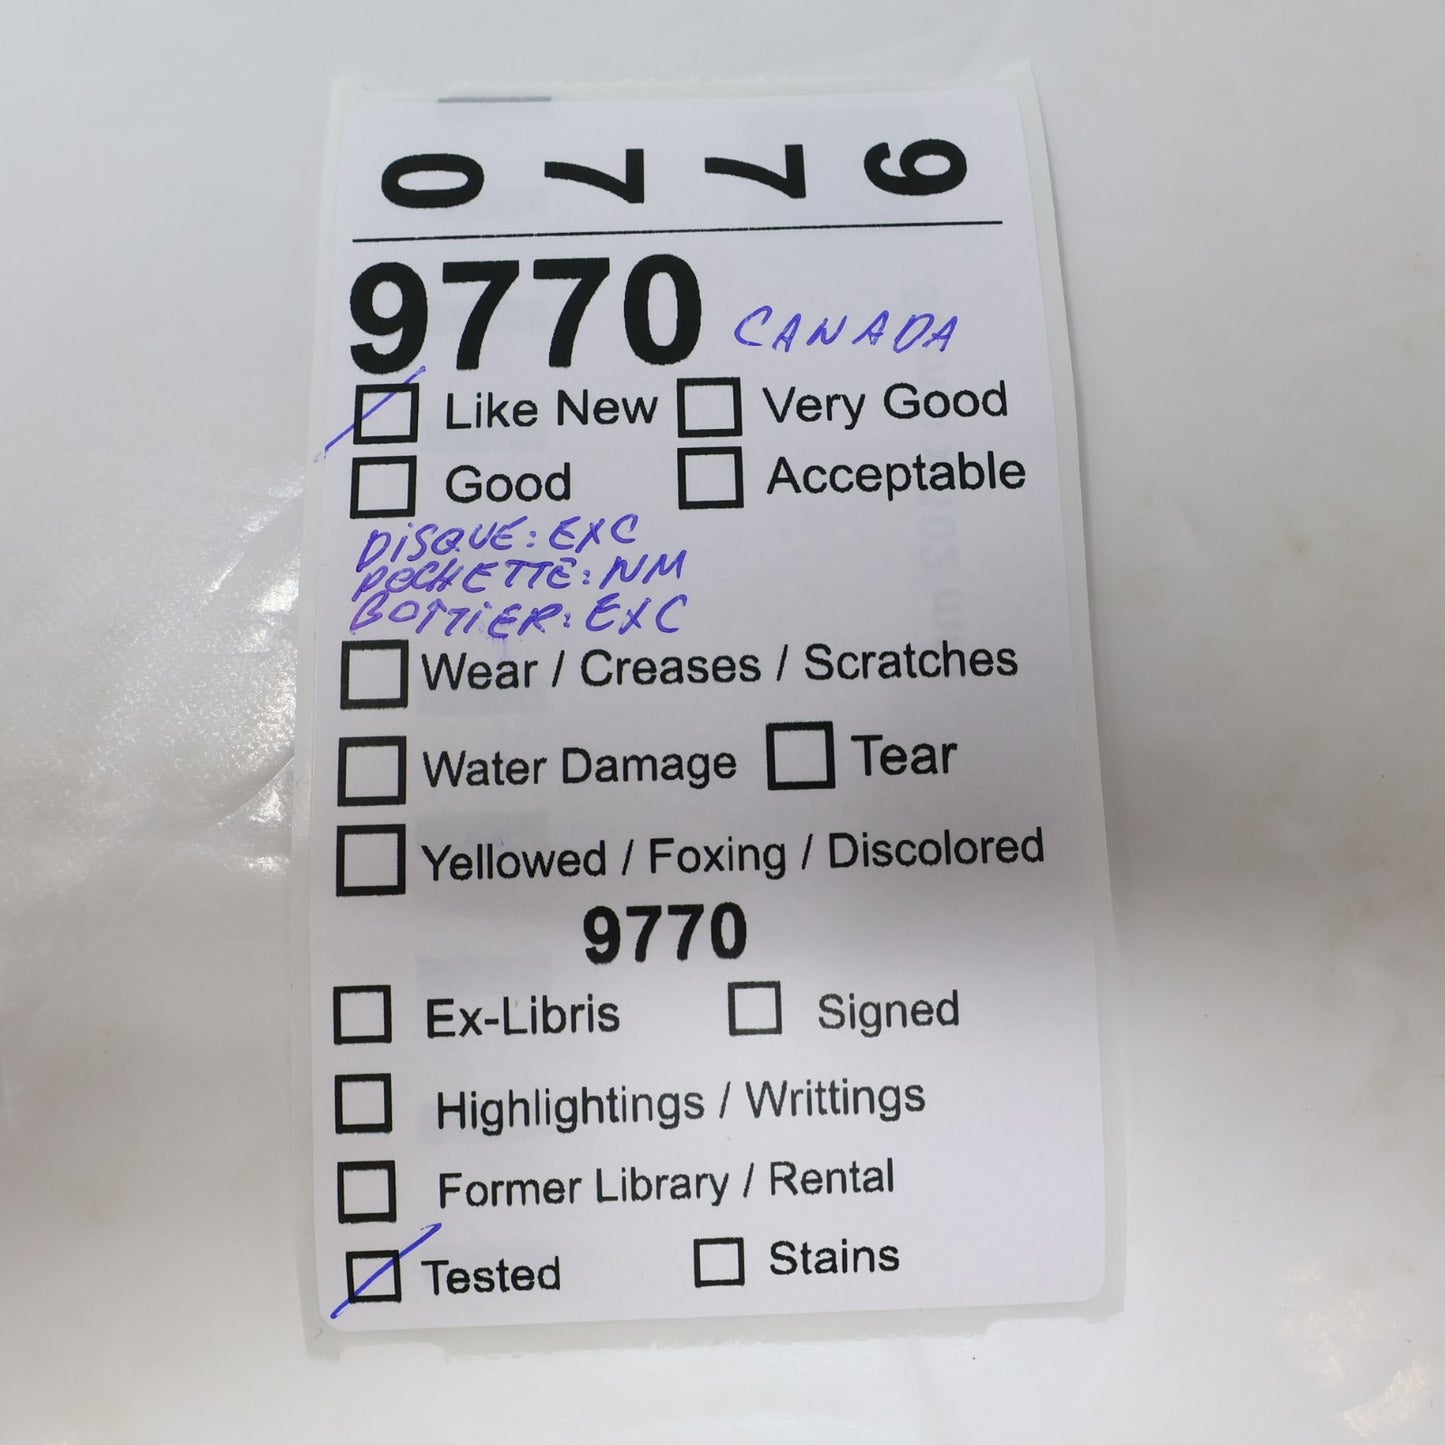 9770
9770 CANADA
Like New Very Good
Good Acceptable
DISQUE: EXC
POCHETTE: NM
BOITIER: EXC
Wear / Creases / Scratches
Water Damage Tear
Yellowed / Foxing / Discolored
9770
Ex-Libris Signed
Highlightings / Writtings
Former Library / Rental
Tested Stains